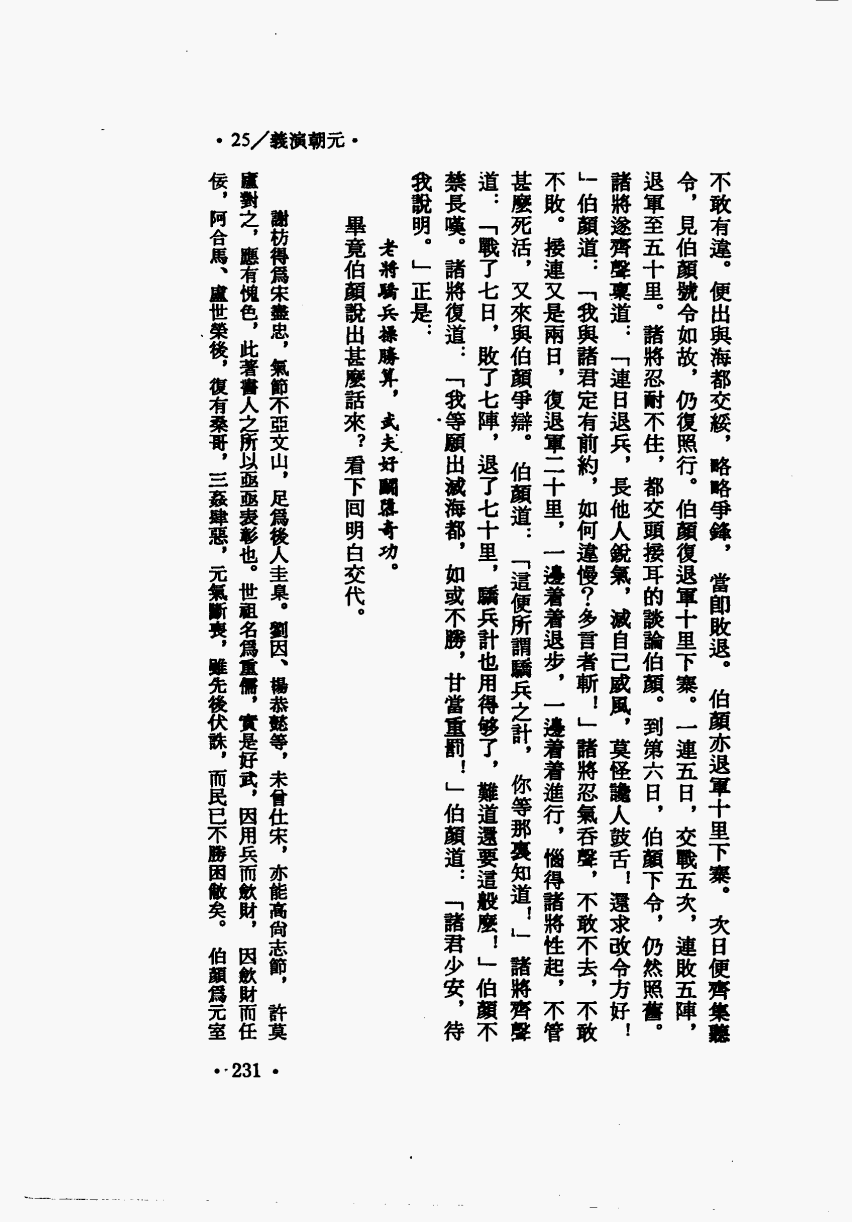 •25/義演朝元•
不敢有違。便出與海都交綏，略略爭鋒，當卽敗退。伯顏亦退軍十里下寨。次日便齊集聽
令，見伯顏號令如故，仍復照行。伯顏復退軍十里下寨。一連五日，交戰五次，連敗五陣，
退軍至五十里。諸將忍耐不住，都交頭接耳的談論伯顏。到第六日，伯顏下令，仍然照舊。
諸將遂齊聲稟道：「連日退兵，長他人銳氣，滅自己威風，莫怪讒人鼓舌！還求改令方好！
」伯顏道：「我與諸君定有前約，如何違慢？多言者斬！」諸將忍氣吞聲，不敢不去，不敢
不敗。接連又是兩日，復退軍二十里，一邊着着退步，一邊着着進行，惱得諸將性起，不管
甚麼死活，又來與伯顏爭辯。伯顏道：「這便所謂驕兵之計，你等那裏知道！」諸將齊聲
道：「戰了七日，敗了七陣，退了七十里，驕兵計也用得够了，難道還要這般麼！」伯顏不
禁長嘆。諸將復道：「我等願出滅海都，如或不勝，甘當重罰！」伯顏道：「諸君少安，待
我說明。」正是：
老將驕兵操勝算，武夫好鬬墮奇功。
畢竟伯顏說出甚麼話來？看下回明白交代。
謝枋得爲宋盡忠，氣節不亞文山，足爲後人圭臬。劉因、楊恭懿等，未曾仕宋，亦能高尙志節，許莫
廬對之，應有愧色，此著書人之所以亟亟表彰也。世祖名爲重儒，實是好武，因用兵而歛財，因歛財而任
佞，阿合馬、盧世榮後，復有桑哥，三姦肆惡，元氣斲喪，雖先後伏誅，而民已不勝困敝矣。伯顏爲元室
•231•